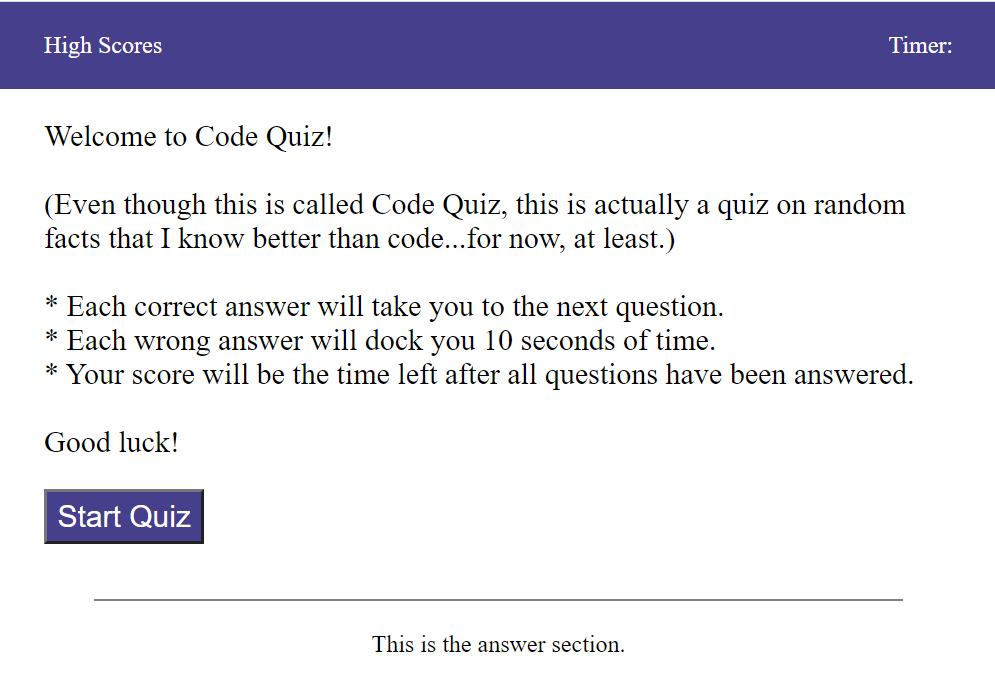 High Scores
Timer:
Welcome to Code Quiz!
(Even though this is called Code Quiz, this is actually a quiz on random
facts that I know better than code...for now, at least.)
* Each correct answer will take you to the next question.
* Each wrong answer will dock you 10 seconds of time.
* Your score will be the time left after all questions have been answered.
Good luck!
Start Quiz
This is the answer section.